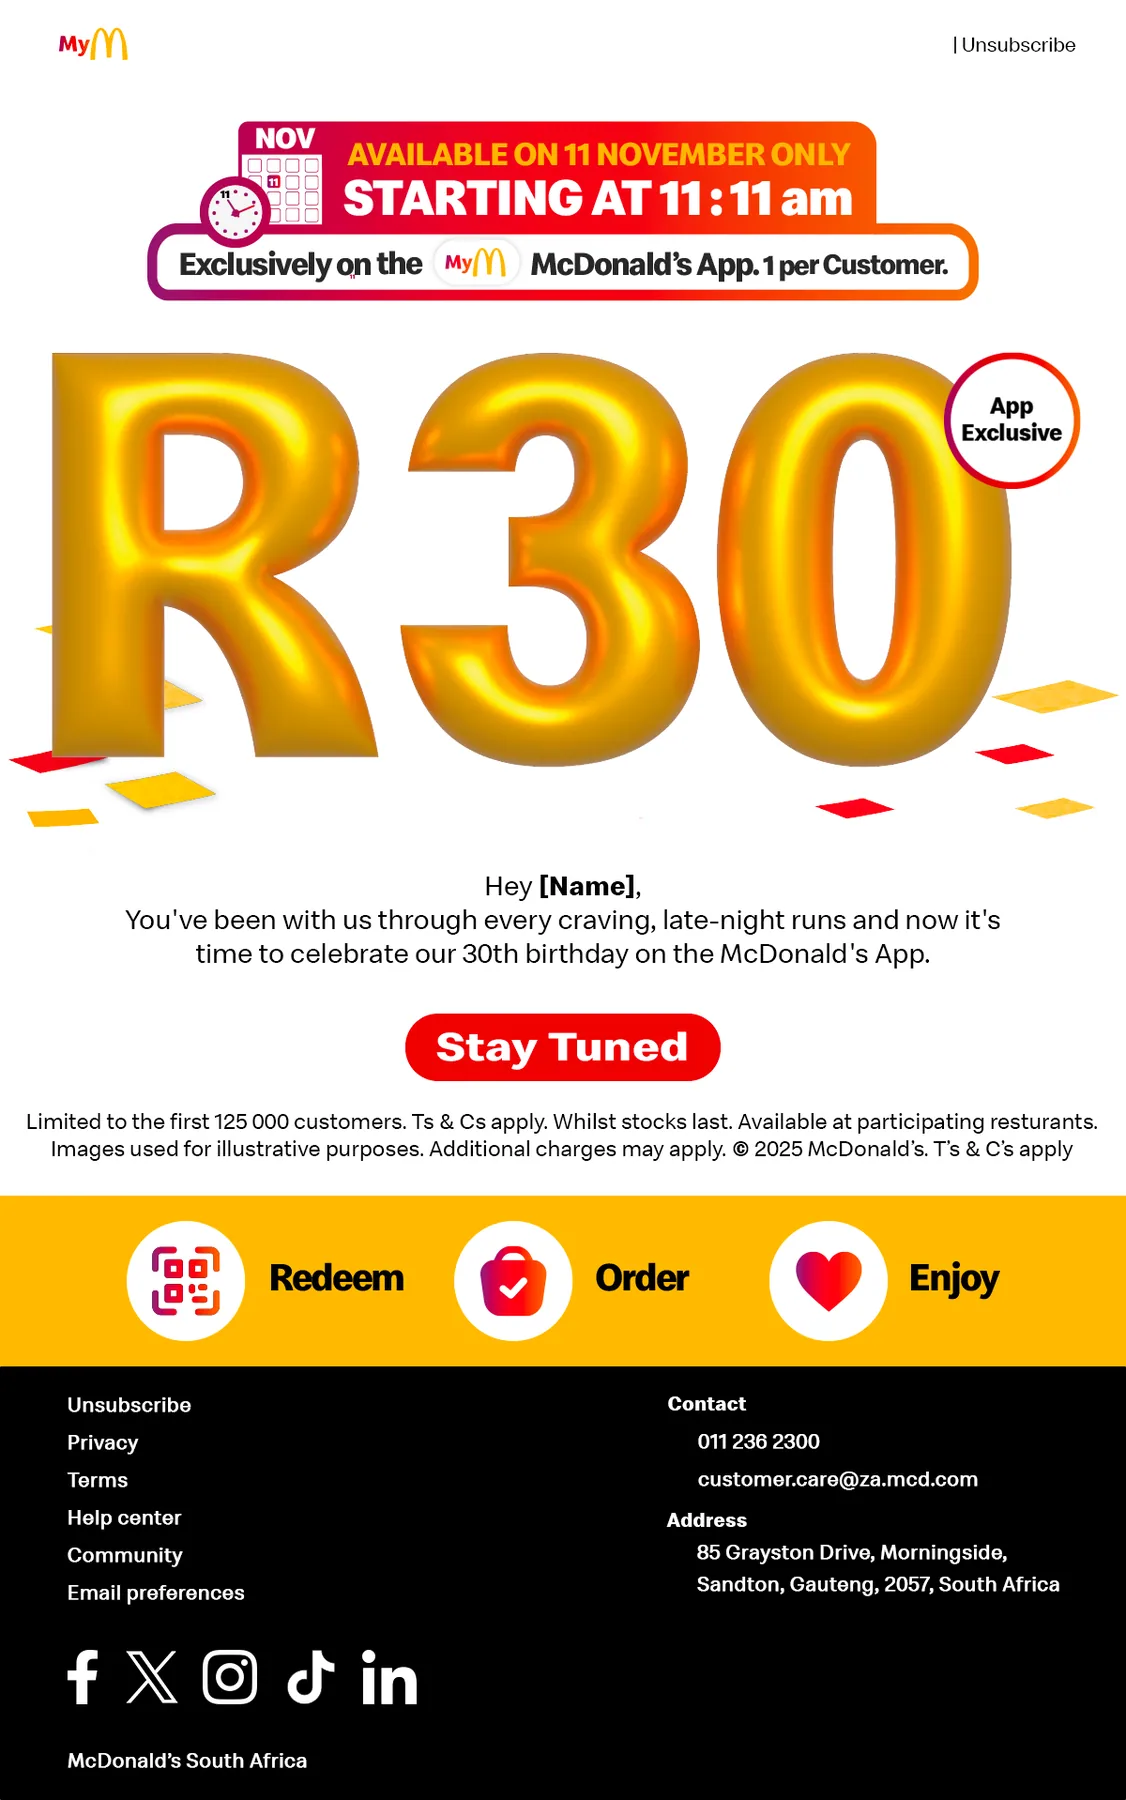 My
| Unsubscribe
NOV
11
11
AVAILABLE ON 11 NOVEMBER ONLY
STARTING AT 11:11 am
Exclusively on the My McDonald's App. 1 per Customer.
R30
App
Exclusive
Hey [Name],
You've been with us through every craving, late-night runs and now it's
time to celebrate our 30th birthday on the McDonald's App.
Stay Tuned
Limited to the first 125 000 customers. Ts & Cs apply. Whilst stocks last. Available at participating resturants.
Images used for illustrative purposes. Additional charges may apply. © 2025 McDonald's. T's & C's apply
Redeem
Order
Enjoy
Unsubscribe
Privacy
Terms
Help center
Community
Email preferences
Contact
011 236 2300
customer.care@za.mcd.com
Address
85 Grayston Drive, Morningside,
Sandton, Gauteng, 2057, South Africa
McDonald's South Africa